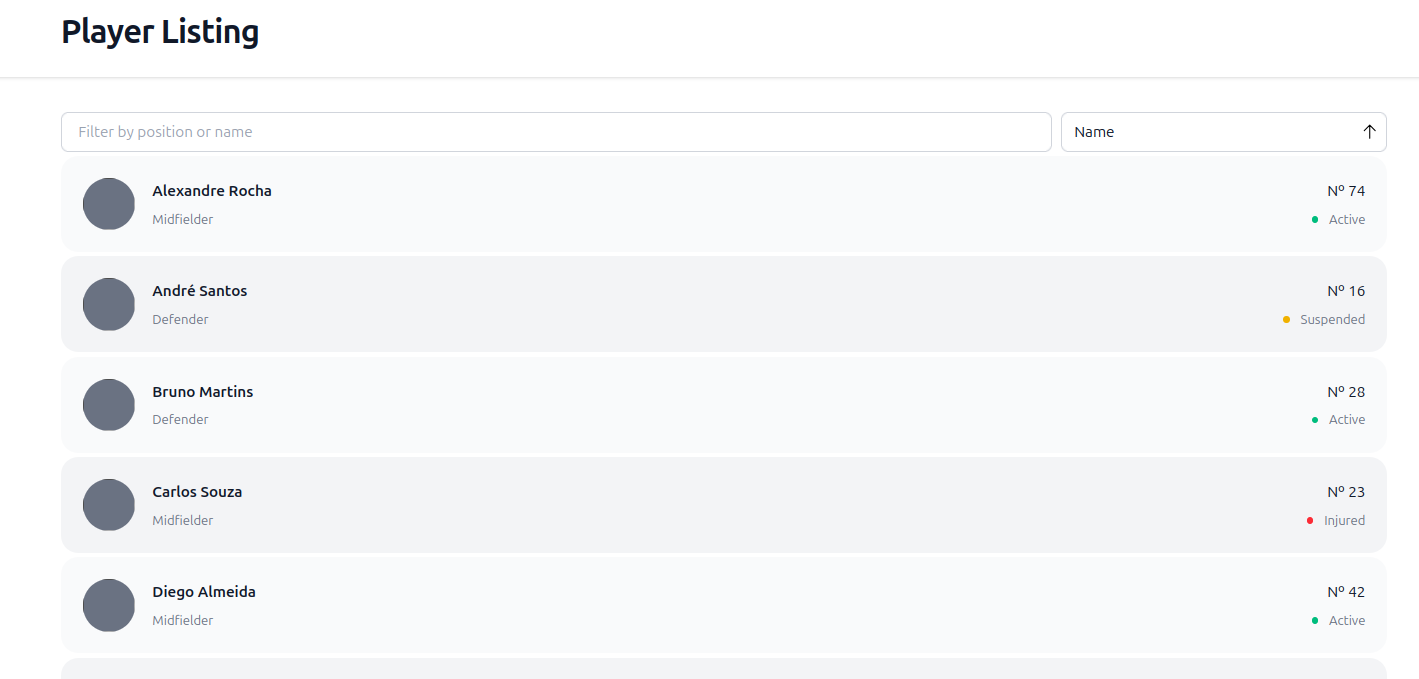 Player Listing
Filter by position or name
Name
Alexandre Rocha
Nº 74
Midfielder
Active
André Santos
Nº 16
Defender
Suspended
Bruno Martins
Nº 28
Defender
Active
Carlos Souza
Nº 23
Midfielder
Injured
Diego Almeida
Nº 42
Midfielder
Active